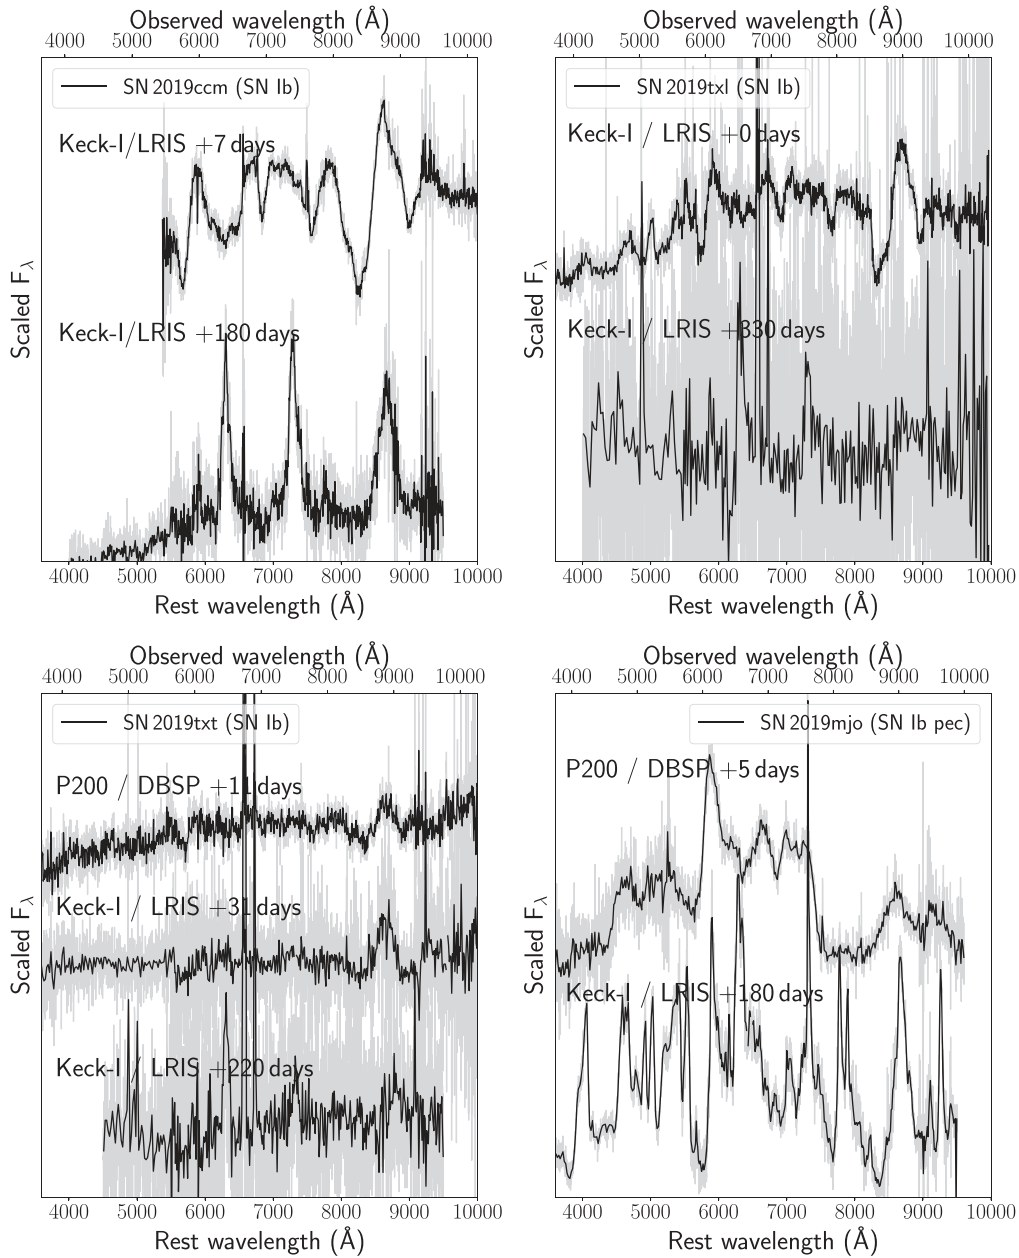 Observed wavelength (Å)
4000 5000 6000 7000 8000 9000 10000
SN 2019ccm (SN Ib)
Keck-I/LRIS +7 days
Keck-I/LRIS +180 days
Scaled Fλ
4000 5000 6000 7000 8000 9000 10000
Rest wavelength (Å)
Observed wavelength (Å)
4000 5000 6000 7000 8000 9000 10000
SN 2019txl (SN Ib)
Keck-I / LRIS +0 days
Keck-I / LRIS +330 days
Scaled Fλ
4000 5000 6000 7000 8000 9000 10000
Rest wavelength (Å)
Observed wavelength (Å)
4000 5000 6000 7000 8000 9000 10000
SN 2019txt (SN Ib)
P200 / DBSP +11 days
Keck-I / LRIS +31 days
Keck-I / LRIS +220 days
Scaled Fλ
4000 5000 6000 7000 8000 9000 10000
Rest wavelength (Å)
Observed wavelength (Å)
4000 5000 6000 7000 8000 9000 10000
SN 2019mjo (SN Ib pec)
P200 / DBSP +5 days
Keck-I / LRIS +180 days
Scaled Fλ
4000 5000 6000 7000 8000 9000 10000
Rest wavelength (Å)